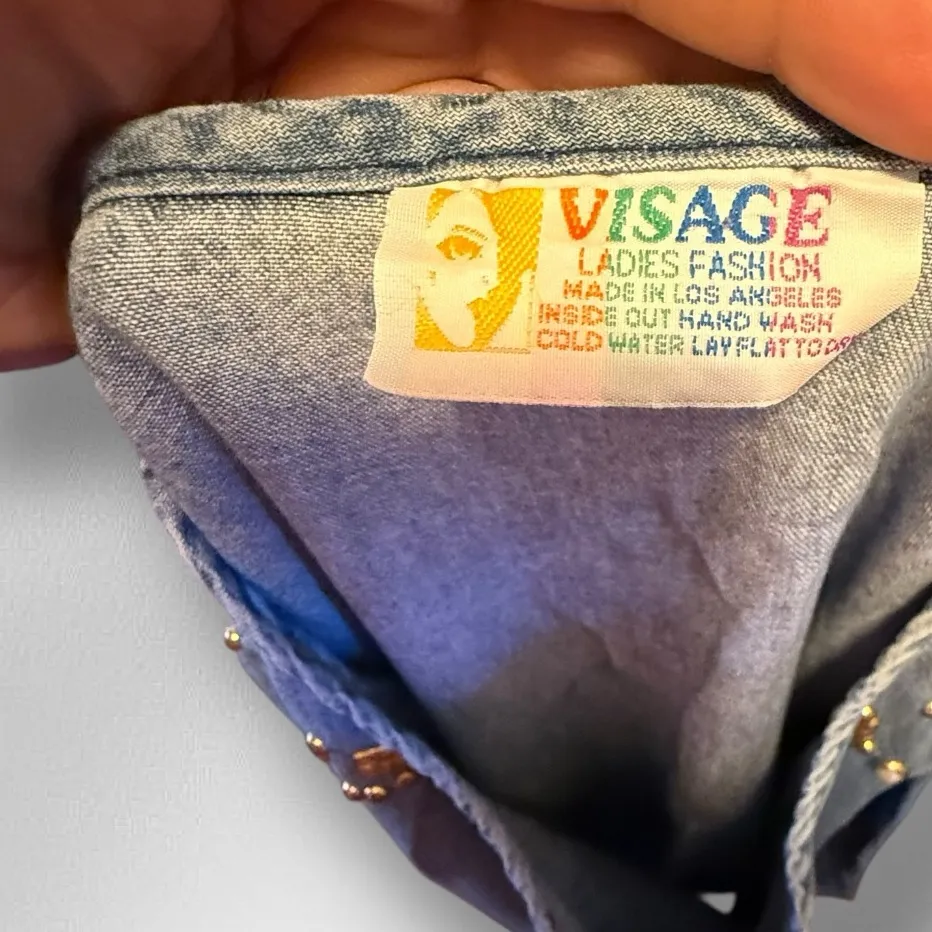 VISAGE
LADIES FASHION
MADE IN LOS ANGELES
INSIDE OUT HAND WASH
COLD WATER LAY FLAT TO